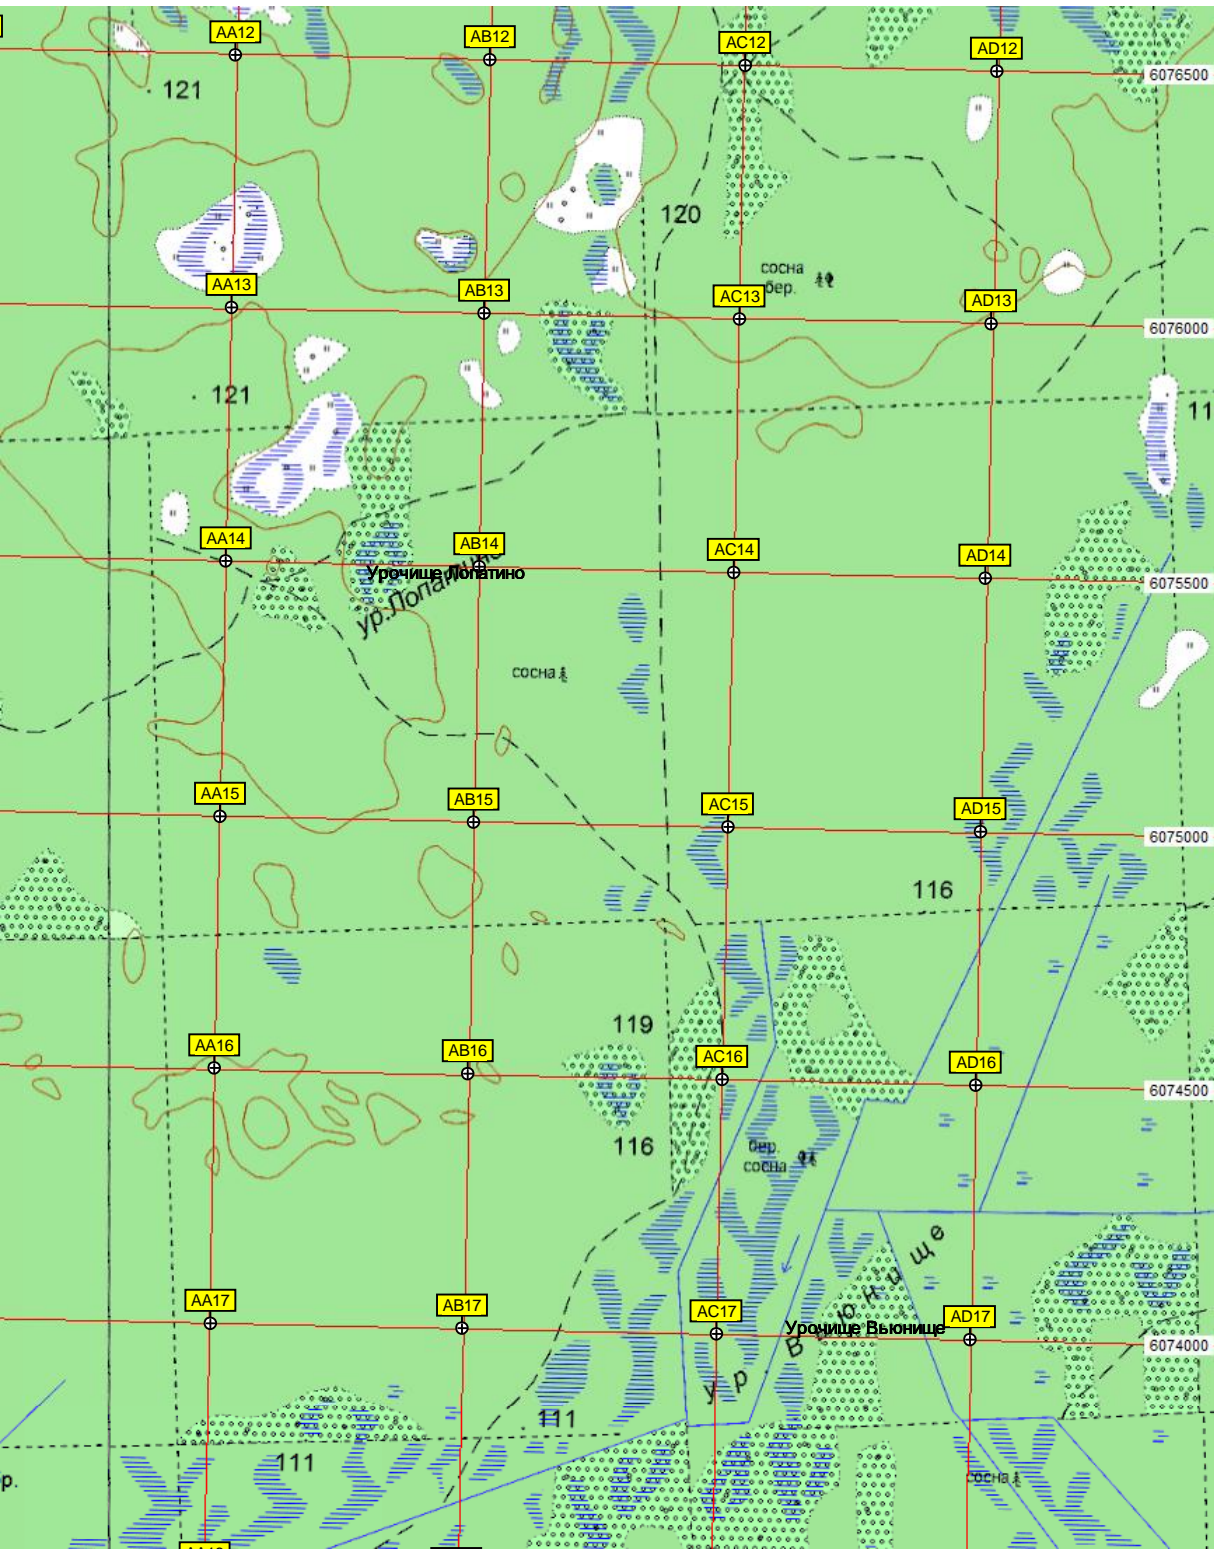 AA12
AB12
AC12
AD12
6076500
121
120
сосна
бер.
AA13
AB13
AC13
AD13
6076000
121
11
AA14
AB14
AC14
AD14
6075500
Урочище Лопатино
ур.Лопатино
сосна
AA15
AB15
AC15
AD15
6075000
116
119
AA16
AB16
AC16
AD16
6074500
116
бер.
сосна
AA17
AB17
AC17
AD17
6074000
Урочище Вьюнище
ур. Вьюнище
111
111
р.
сосна